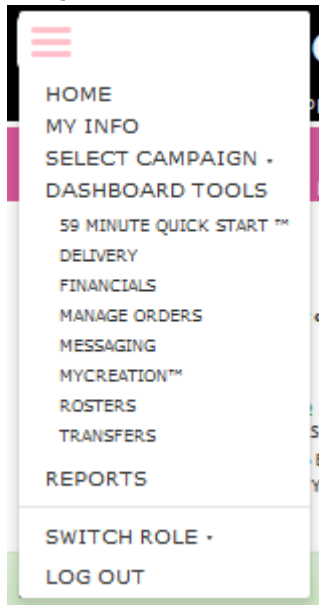 HOME
MY INFO
SELECT CAMPAIGN
DASHBOARD TOOLS
59 MINUTE QUICK START ™
DELIVERY
FINANCIALS
MANAGE ORDERS
MESSAGING
MYCREATION™
ROSTERS
TRANSFERS
REPORTS
SWITCH ROLE
LOG OUT